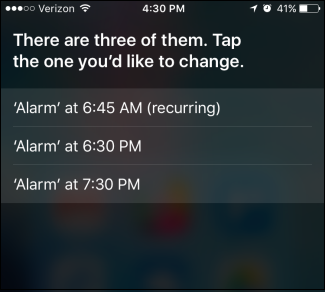 Verizon 4:30 PM 41%
There are three of them. Tap
the one you’d like to change.
‘Alarm’ at 6:45 AM (recurring)
‘Alarm’ at 6:30 PM
‘Alarm’ at 7:30 PM